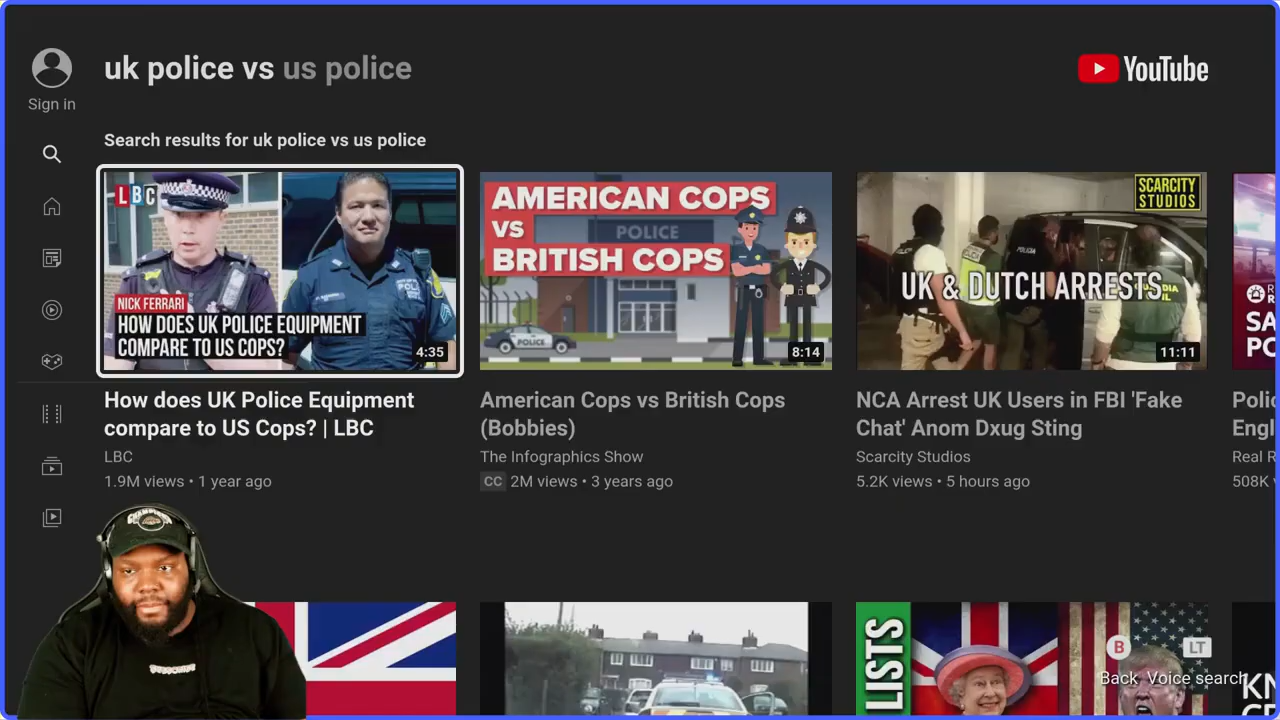 uk police vs us police
YouTube
Sign in
Search results for uk police vs us police
LBC
NICK FERRARI
HOW DOES UK POLICE EQUIPMENT
COMPARE TO US COPS?
4:35
AMERICAN COPS
VS
BRITISH COPS
POLICE
POLICE
8:14
SCARCITY
STUDIOS
UK & DUTCH ARRESTS
11:11
SA
PO
How does UK Police Equipment
compare to US Cops? | LBC
LBC
1.9M views • 1 year ago
American Cops vs British Cops
(Bobbies)
The Infographics Show
CC 2M views • 3 years ago
NCA Arrest UK Users in FBI 'Fake
Chat' Anom Dxug Sting
Scarcity Studios
5.2K views • 5 hours ago
Polic
Engl
Real R
508K
LISTS
B
LT
Back
Voice search